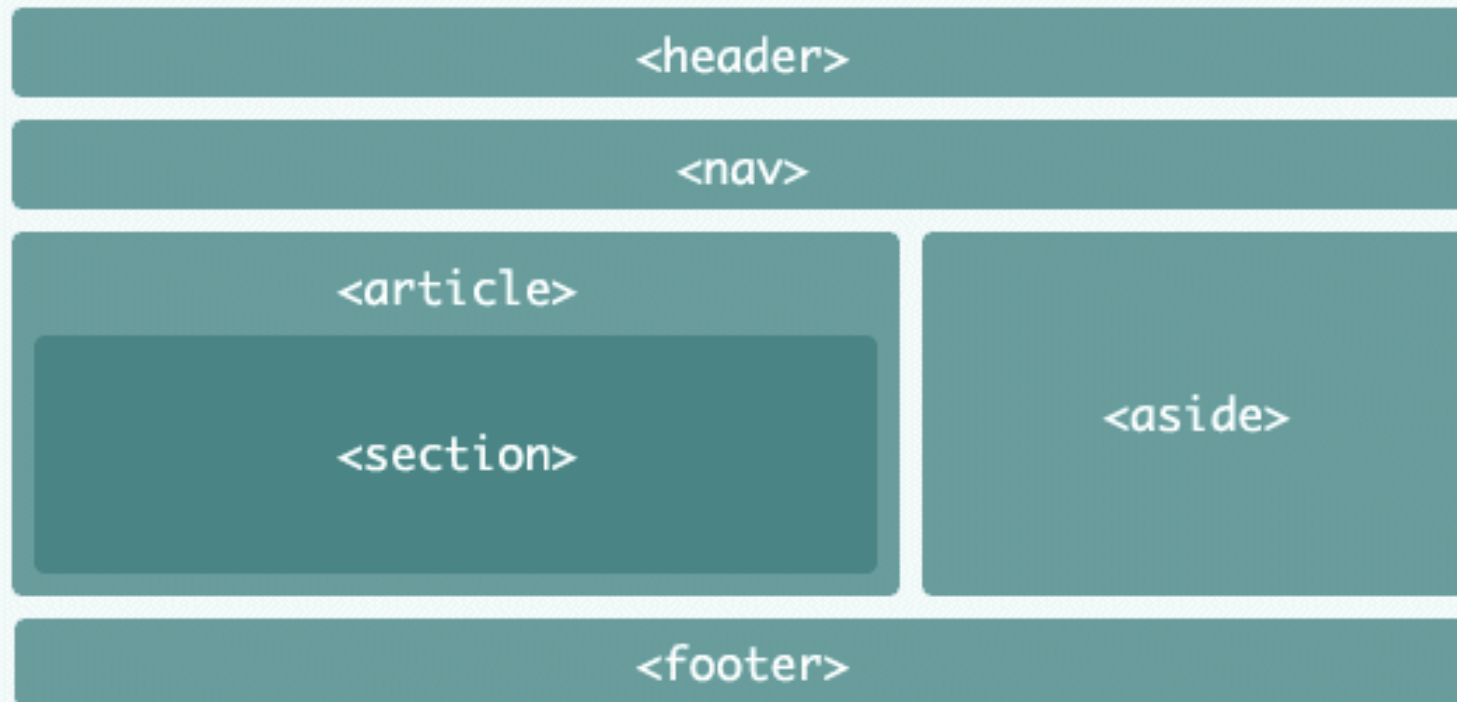 <header>
<nav>
<article>
<section>
<aside>
<footer>